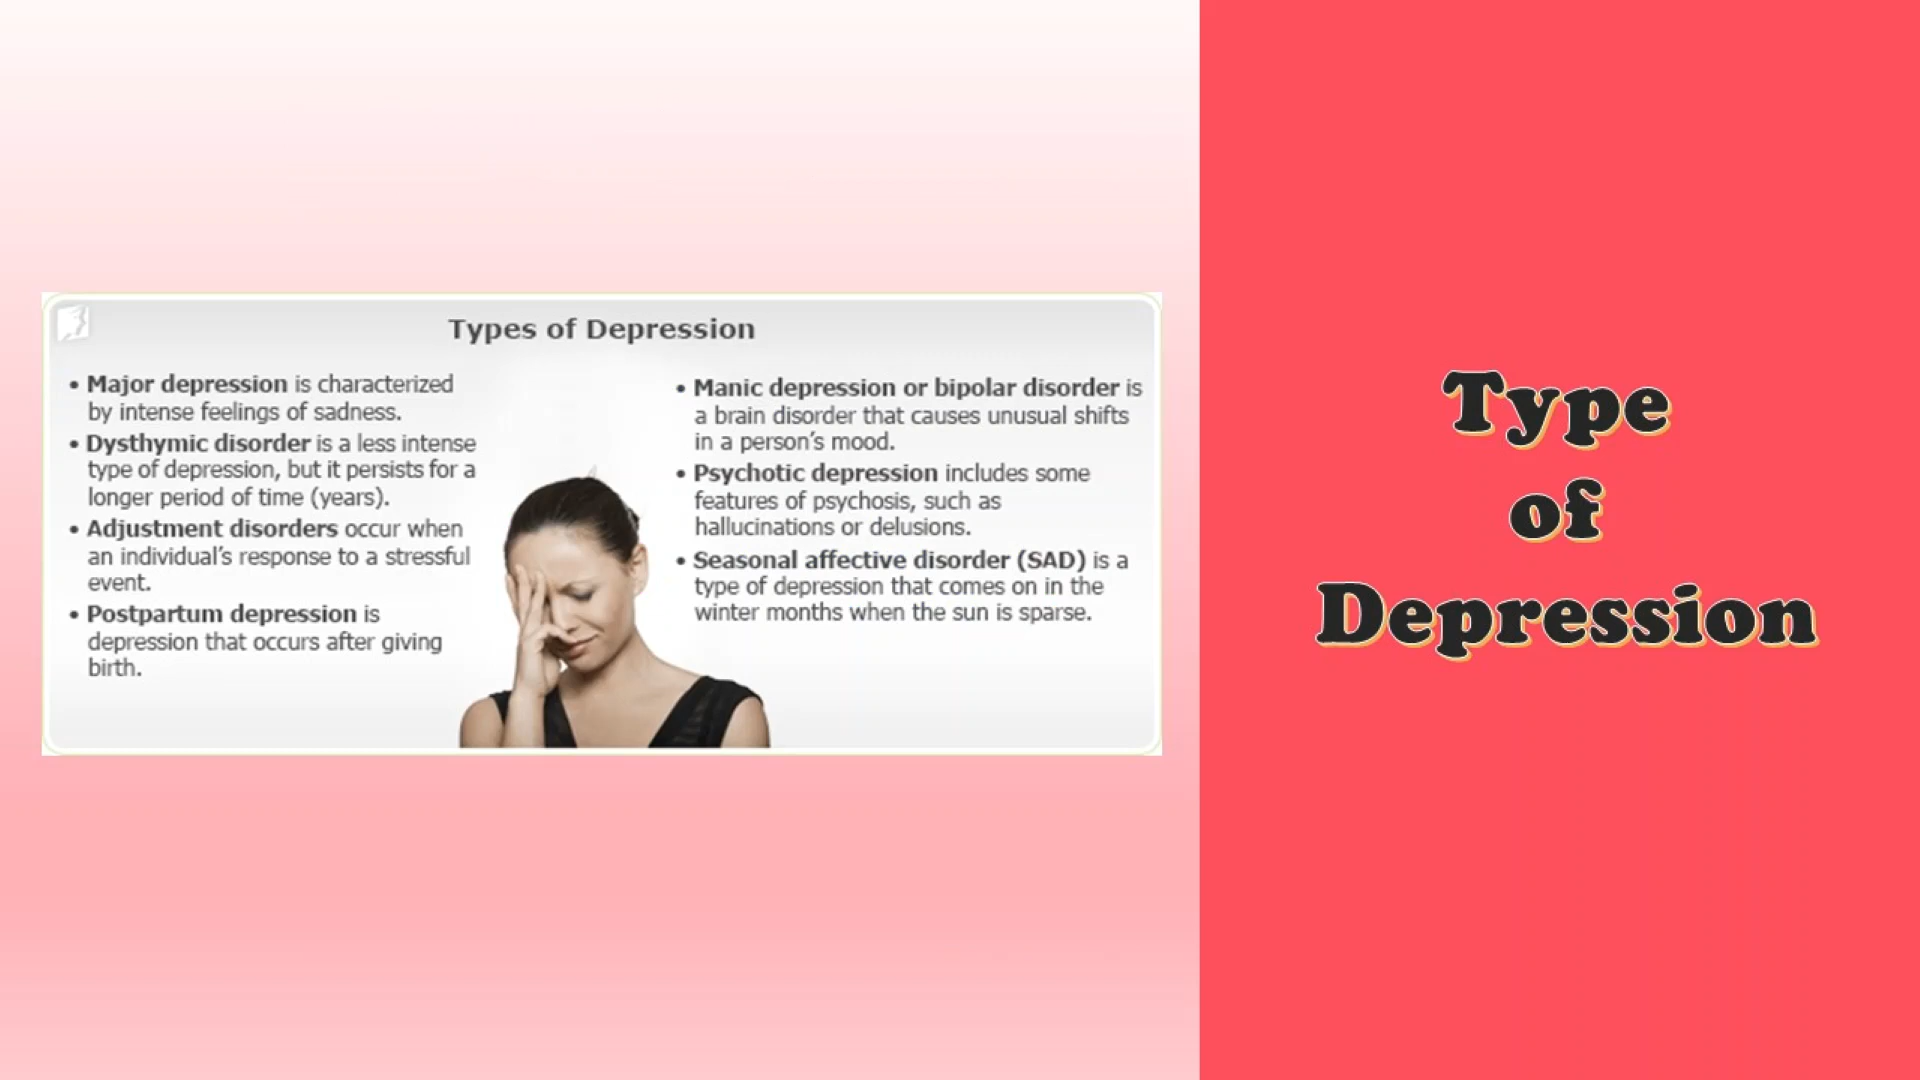 Types of Depression
• Major depression is characterized
by intense feelings of sadness.
• Dysthymic disorder is a less intense
type of depression, but it persists for a
longer period of time (years).
• Adjustment disorders occur when
an individual's response to a stressful
event.
• Postpartum depression is
depression that occurs after giving
birth.
• Manic depression or bipolar disorder is
a brain disorder that causes unusual shifts
in a person's mood.
• Psychotic depression includes some
features of psychosis, such as
hallucinations or delusions.
• Seasonal affective disorder (SAD) is a
type of depression that comes on in the
winter months when the sun is sparse.
Type
of
Depression